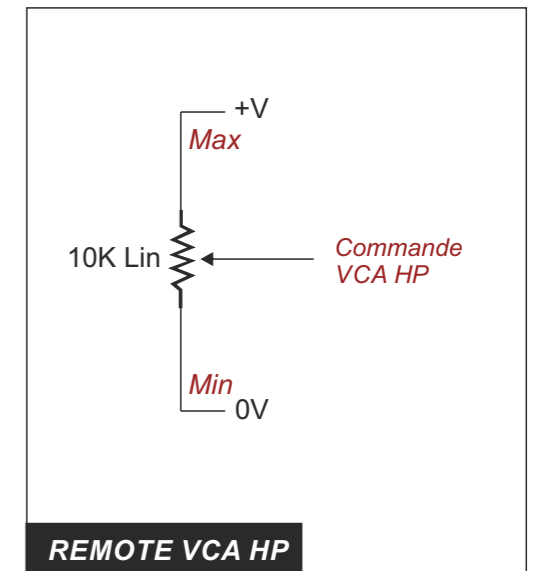 +V
Max
10K Lin
Commande
VCA HP
Min
0V
REMOTE VCA HP